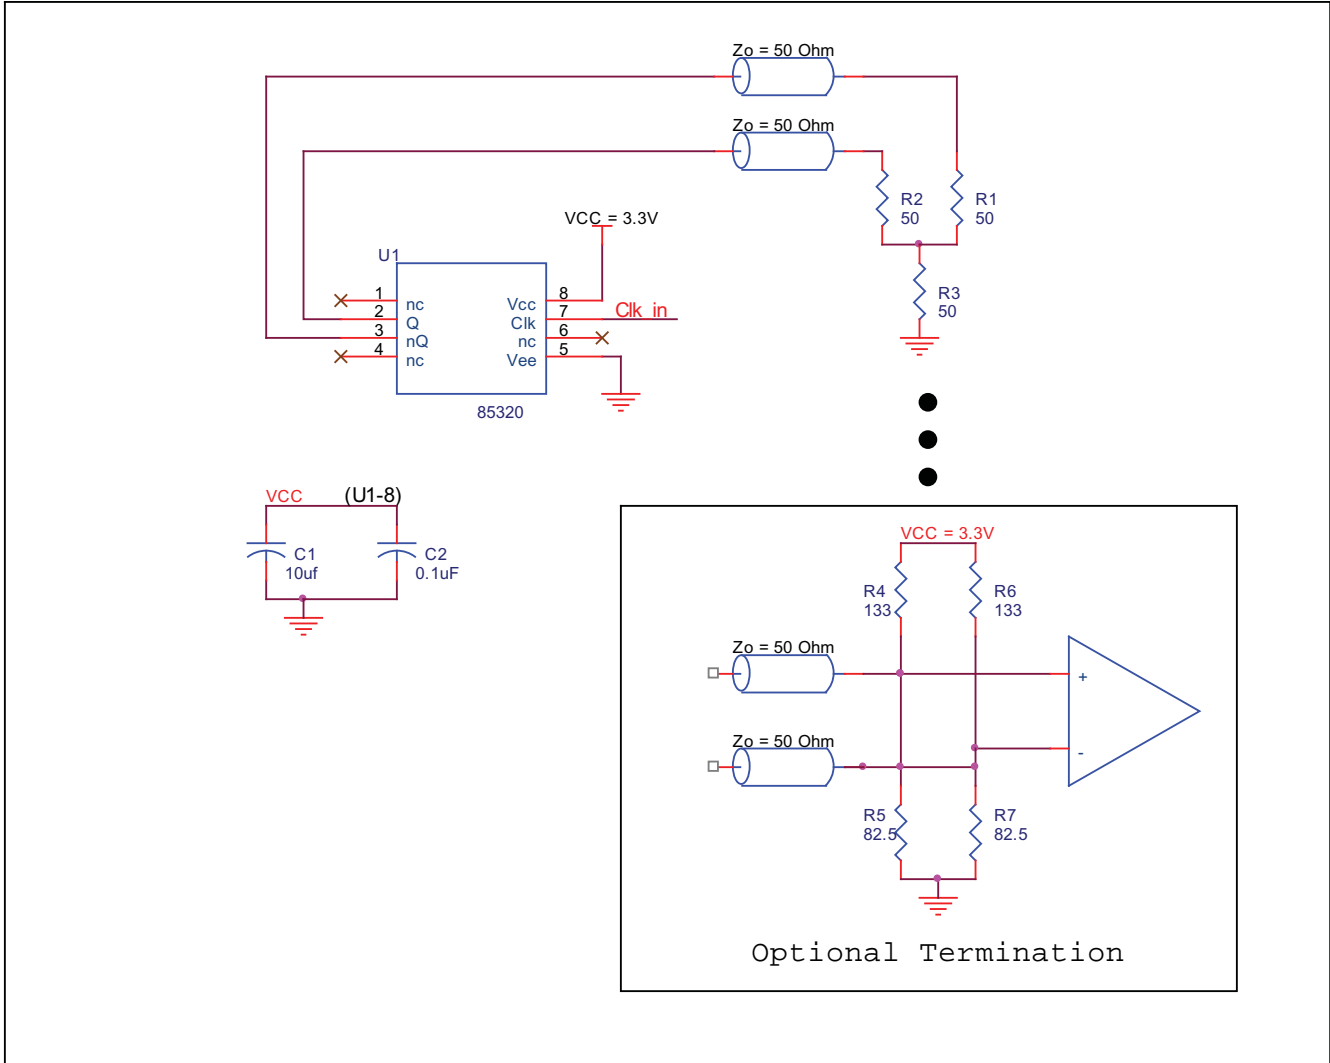 Zo = 50 Ohm
Zo = 50 Ohm
R2
50
R1
50
VCC = 3.3V
U1
1
2
3
4
nc
Q
nQ
nc
Vcc
Clk
nc
Vee
8
7
6
5
Clk_in
85320
R3
50
VCC
(U1-8)
C1
10uf
C2
0.1uF
VCC = 3.3V
R4
133
R6
133
Zo = 50 Ohm
+
Zo = 50 Ohm
-
R5
82.5
R7
82.5
Optional Termination